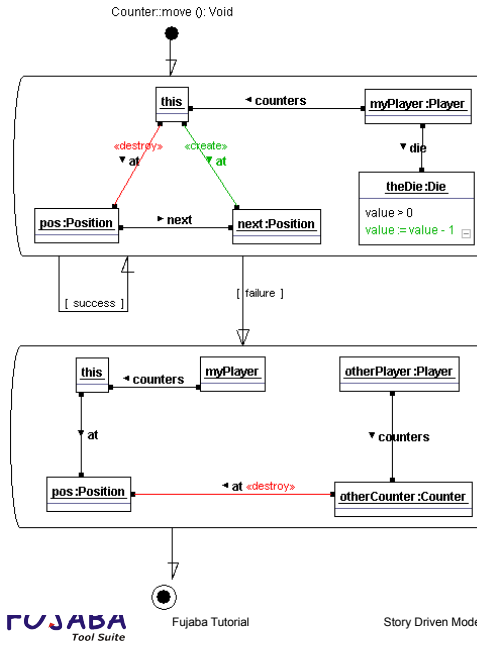 Counter::move (): Void
this
◄ counters
myPlayer :Player
«destroy»
▼ at
«create»
▼ at
▼ die
theDie :Die
value > 0
value := value - 1
pos :Position
► next
next :Position
[ success ]
[ failure ]
this
◄ counters
myPlayer
otherPlayer :Player
▼ at
▼ counters
pos :Position
◄ at «destroy»
otherCounter :Counter
FUJABA
Tool Suite
Fujaba Tutorial
Story Driven Mode